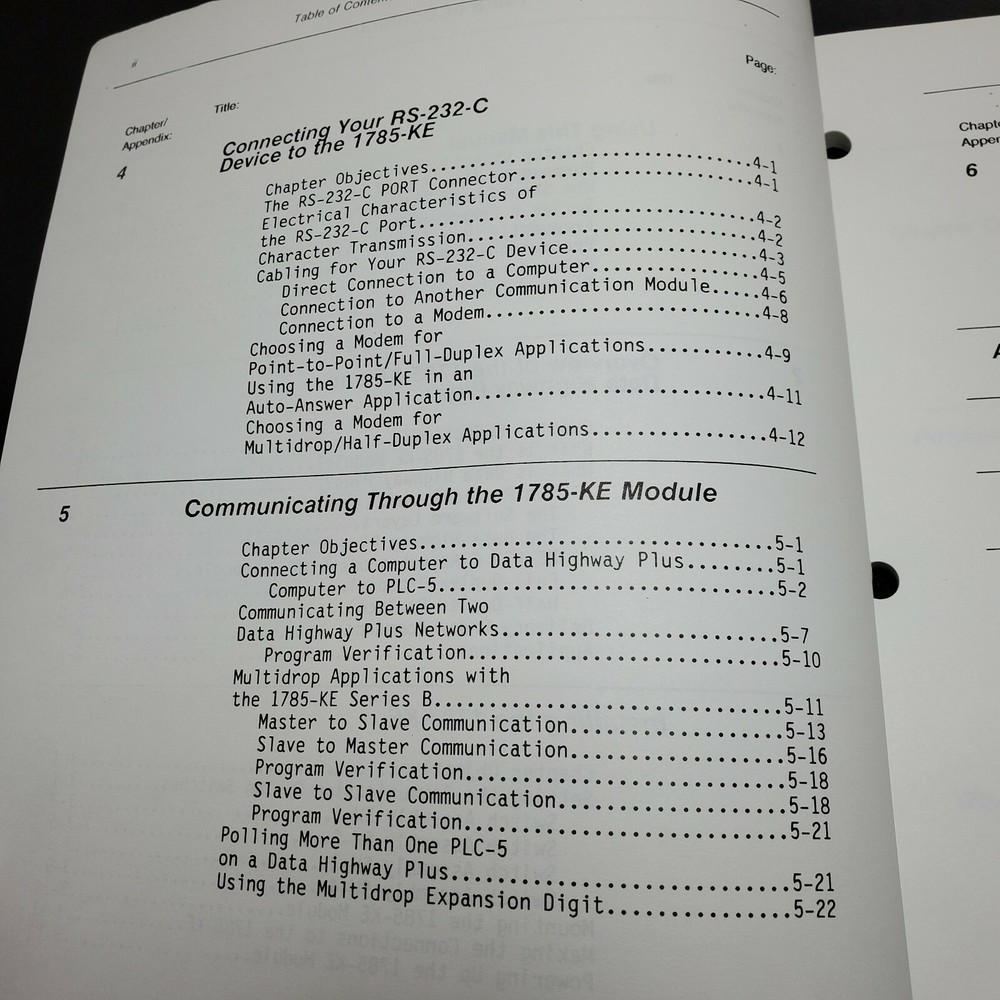 Table of
ii
Chapter/
Appendix:
Title:
Page:
4
Connecting Your RS-232-C
Device to the 1785-KE
Chapter Objectives..............................4-1
The RS-232-C PORT Connector.....................4-1
Electrical Characteristics of
the RS-232-C Port...............................4-2
Character Transmission..........................4-2
Cabling for Your RS-232-C Device................4-3
Direct Connection to a Computer.................4-5
Connection to Another Communication Module.....4-6
Connection to a Modem...........................4-8
Choosing a Modem for
Point-to-Point/Full-Duplex Applications...........4-9
Using the 1785-KE in an
Auto-Answer Application.........................4-11
Choosing a Modem for
Multidrop/Half-Duplex Applications..............4-12
5
Communicating Through the 1785-KE Module
Chapter Objectives................................5-1
Connecting a Computer to Data Highway Plus........5-1
Computer to PLC-5.................................5-2
Communicating Between Two
Data Highway Plus Networks........................5-7
Program Verification............................5-10
Multidrop Applications with
the 1785-KE Series B............................5-11
Master to Slave Communication...................5-13
Slave to Master Communication...................5-16
Program Verification............................5-18
Slave to Slave Communication....................5-18
Program Verification............................5-21
Polling More Than One PLC-5
on a Data Highway Plus..........................5-21
Using the Multidrop Expansion Digit...............5-22
6